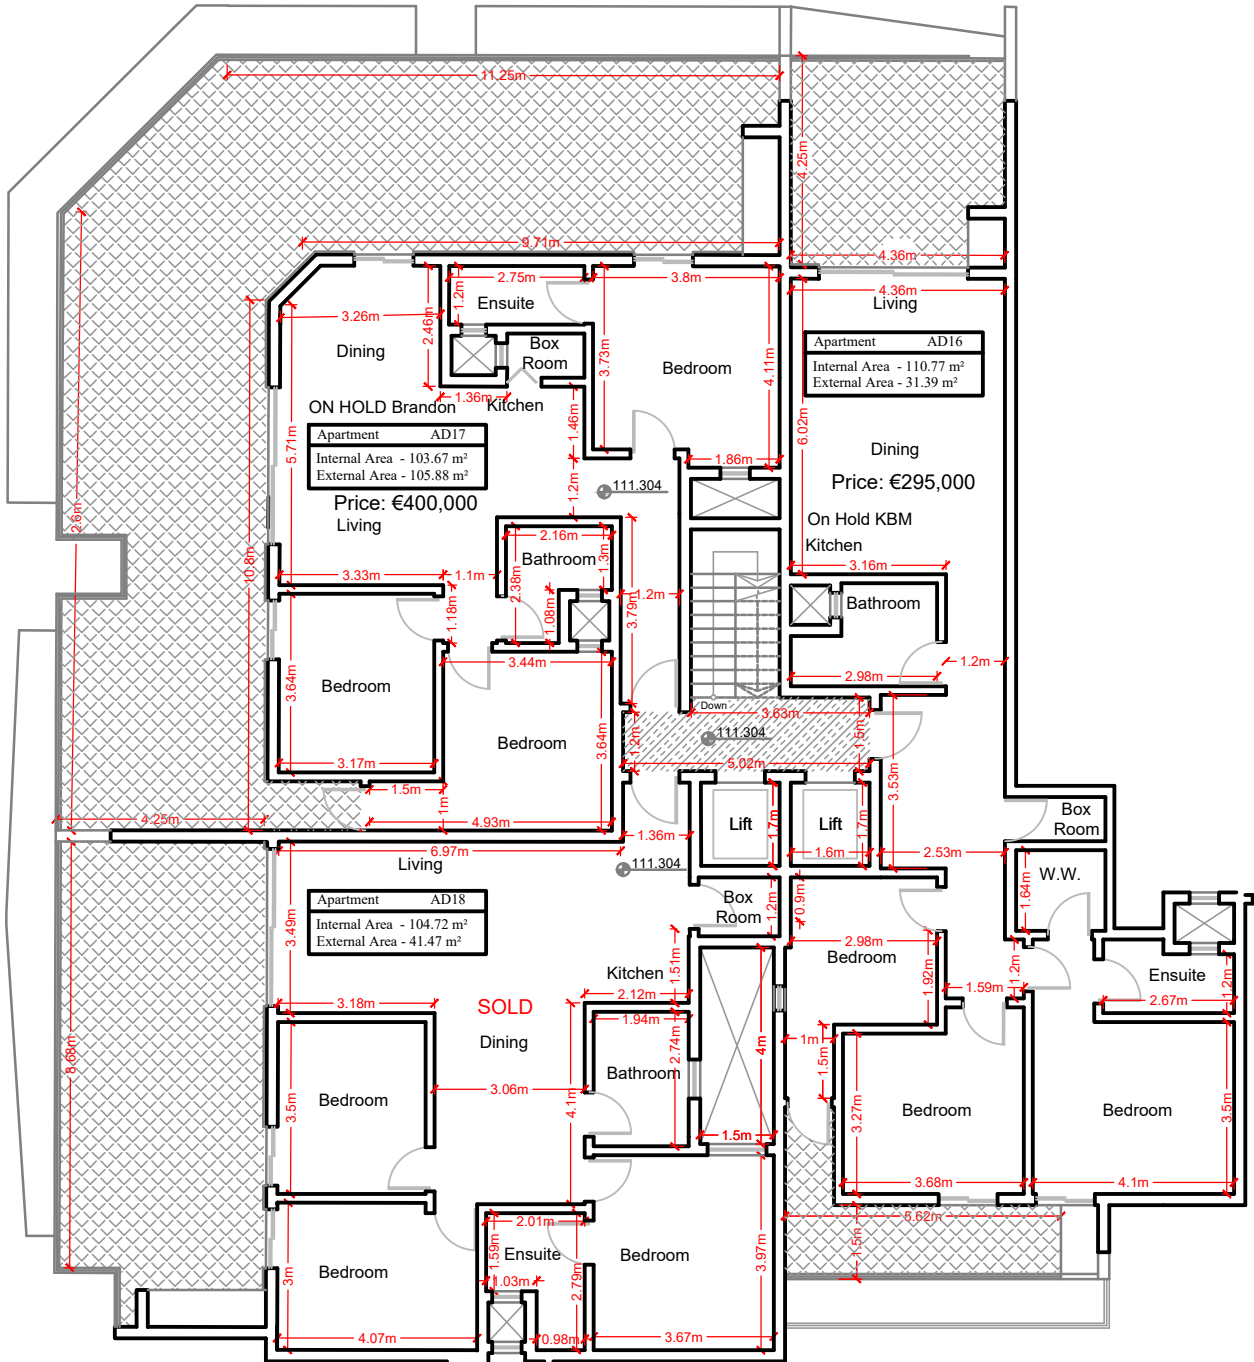 11.25m
4.25m
9.71m
4.36m
2.75m
3.8m
4.36m
Ensuite
1.2m
Living
3.26m
2.46m
Dining
Box
Room
3.73m
4.11m
Bedroom
Apartment AD16
Internal Area - 110.77 m²
External Area - 31.39 m²
1.36m
ON HOLD Brandon
Kitchen
5.71m
1.46m
6.02m
Apartment AD17
Internal Area - 103.67 m²
External Area - 105.88 m²
Dining
1.86m
Price: €295,000
Price: €400,000
1.2m
111.304
Living
On Hold KBM
Kitchen
2.6m
10.8m
2.16m
Bathroom
1.3m
3.16m
3.33m
1.1m
2.38m
1.08m
1.2m
3.79m
1.18m
Bathroom
3.44m
2.98m
1.2m
3.64m
Bedroom
Bedroom
3.64m
Down
3.63m
111.304
1.2m
1.5m
3.17m
5.02m
1.5m
1m
3.53m
4.25m
4.93m
1.36m
Lift
1.7m
Lift
1.7m
1.6m
Box
Room
6.97m
2.53m
Living
111.304
W.W.
1.64m
Apartment AD18
Internal Area - 104.72 m²
External Area - 41.47 m²
Box
Room
1.2m
0.9m
3.49m
2.98m
Bedroom
1.92m
1.51m
Kitchen
2.12m
1.2m
1.59m
Ensuite
1.2m
2.67m
3.18m
SOLD
Dining
1.94m
2.74m
4m
1m
1.5m
8.68m
Bathroom
3.06m
4.1m
3.5m
Bedroom
1.5m
3.27m
Bedroom
Bedroom
3.5m
3.68m
4.1m
5.62m
1.5m
2.01m
Ensuite
1.59m
1.03m
2.79m
Bedroom
3.97m
3m
Bedroom
4.07m
0.98m
3.67m